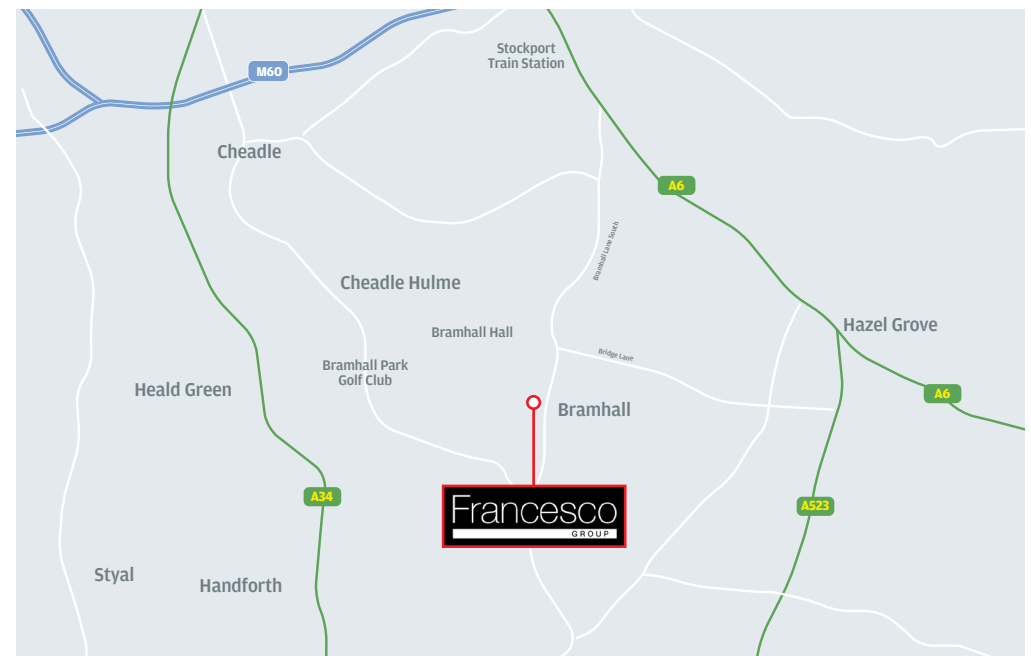 Stockport
Train Station
M60
Cheadle
A6
Bramhall Lane South
Cheadle Hulme
Hazel Grove
Bramhall Hall
Bridge Lane
Bramhall Park
Golf Club
Heald Green
A6
Bramhall
A34
A523
Francesco
GROUP
Styal
Handforth